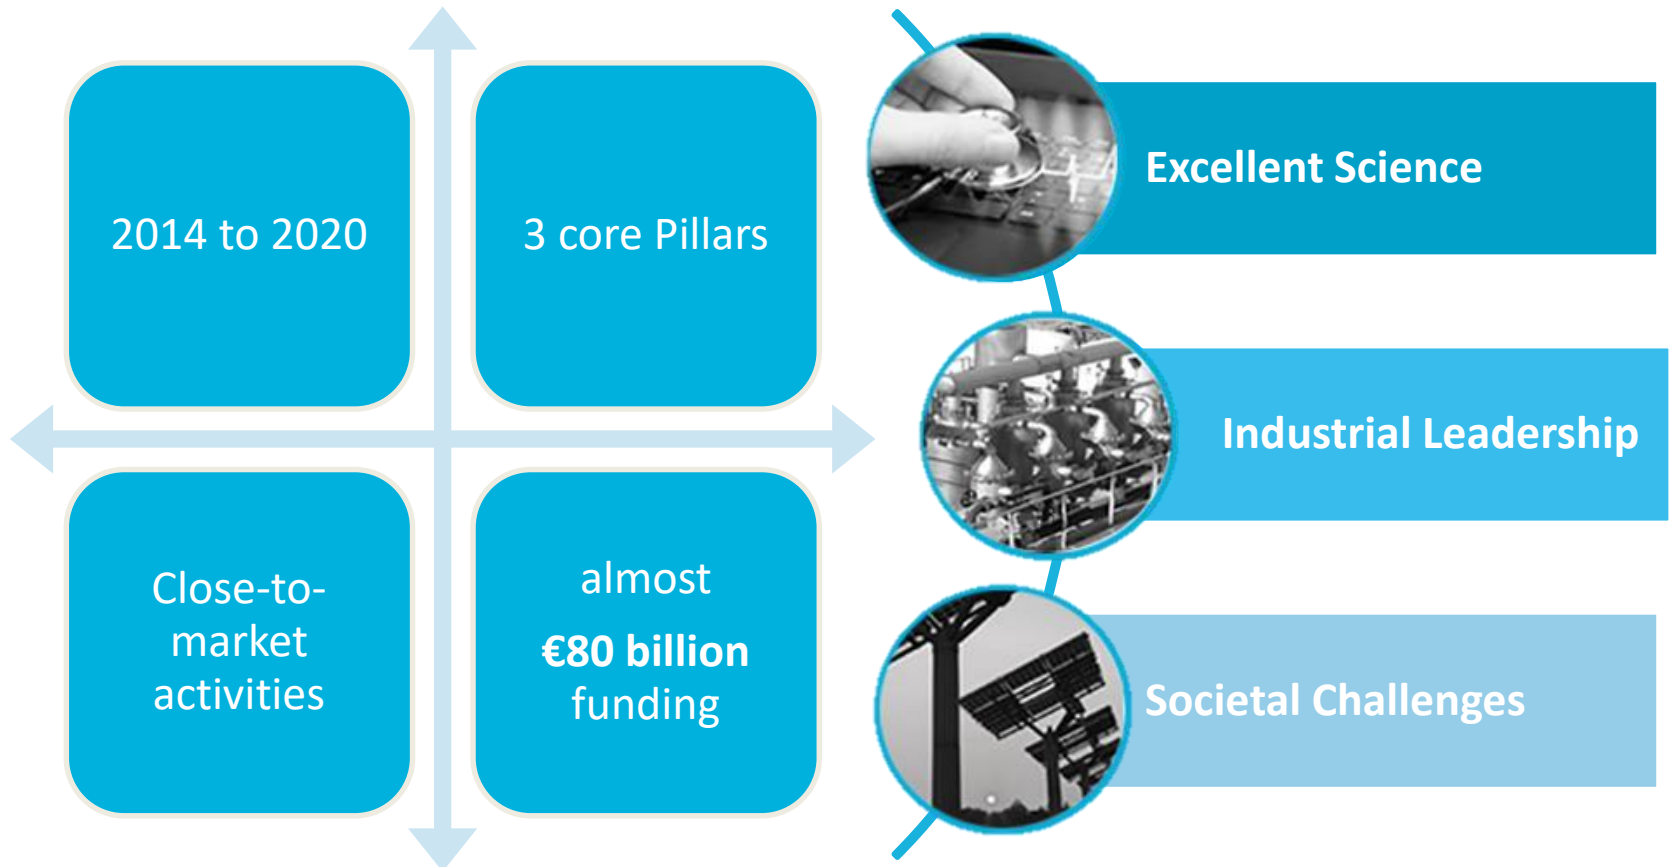 2014 to 2020
3 core Pillars
Close-to-
market
activities
almost
€80 billion
funding
Excellent Science
Industrial Leadership
Societal Challenges